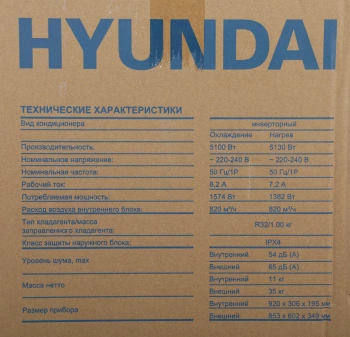 HYUNDAI
ТЕХНИЧЕСКИЕ ХАРАКТЕРИСТИКИ
Вид кондиционера инверторный
Охлаждение Нагрев
Производительность: 5100 Вт 5130 Вт
Номинальное напряжение: ~ 220-240 В ~ 220-240 В
Номинальная частота: 50 Гц/1Р 50 Гц/1Р
Рабочий ток: 8,2 А 7,2 А
Потребляемая мощность: 1574 Вт 1382 Вт
Расход воздуха внутреннего блока: 820 м³/ч 820 м³/ч
Тип хладагента/масса
заправленного хладагента: R32/1.00 кг
Класс защиты наружного блока: IPX4
Уровень шума, max Внутренний 54 дБ (А)
Внешний 65 дБ (А)
Масса нетто Внутренний 11 кг
Внешний 35 кг
Размер прибора Внутренний 920 x 306 x 195 мм
Внешний 853 x 602 x 349 мм